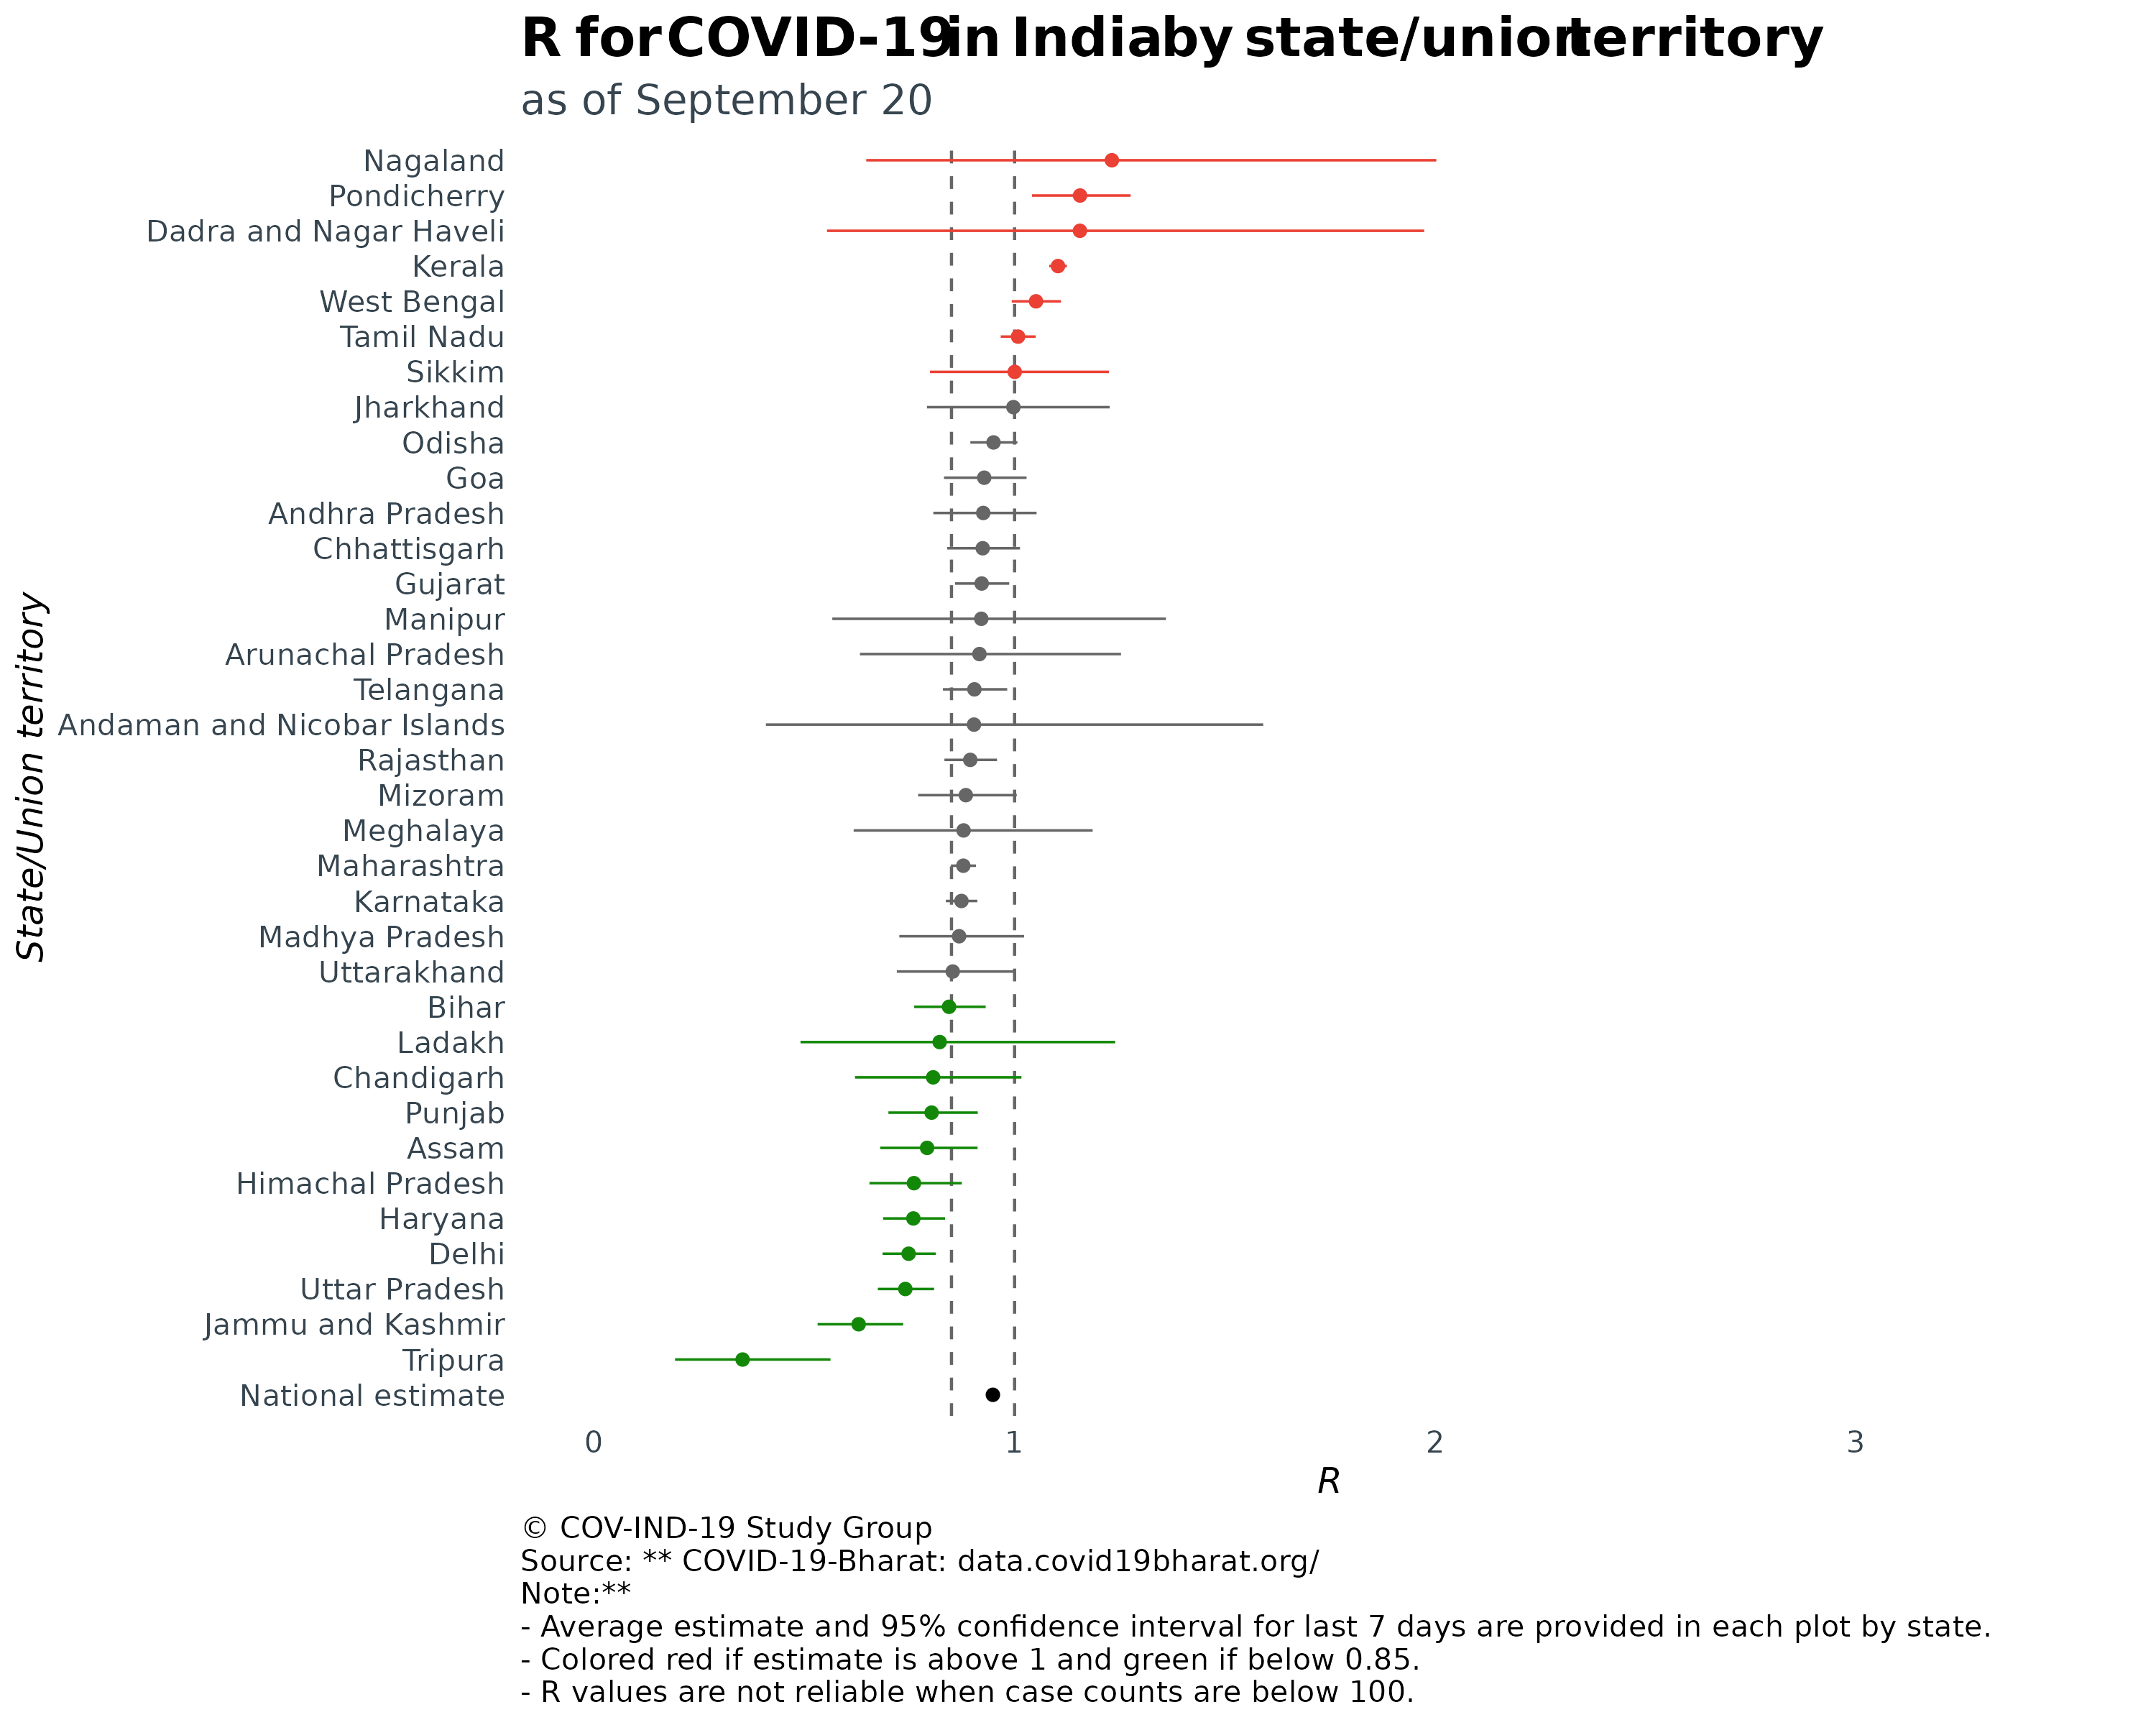 R for COVID-19 in India by state/union territory
as of September 20
Nagaland
Pondicherry
Dadra and Nagar Haveli
Kerala
West Bengal
Tamil Nadu
Sikkim
Jharkhand
Odisha
Goa
Andhra Pradesh
Chhattisgarh
Gujarat
Manipur
Arunachal Pradesh
Telangana
Andaman and Nicobar Islands
Rajasthan
Mizoram
Meghalaya
Maharashtra
Karnataka
Madhya Pradesh
Uttarakhand
Bihar
Ladakh
Chandigarh
Punjab
Assam
Himachal Pradesh
Haryana
Delhi
Uttar Pradesh
Jammu and Kashmir
Tripura
National estimate
State/Union territory
0 1 2 3
R
© COV-IND-19 Study Group
Source: ** COVID-19-Bharat: data.covid19bharat.org/
Note:**
- Average estimate and 95% confidence interval for last 7 days are provided in each plot by state.
- Colored red if estimate is above 1 and green if below 0.85.
- R values are not reliable when case counts are below 100.